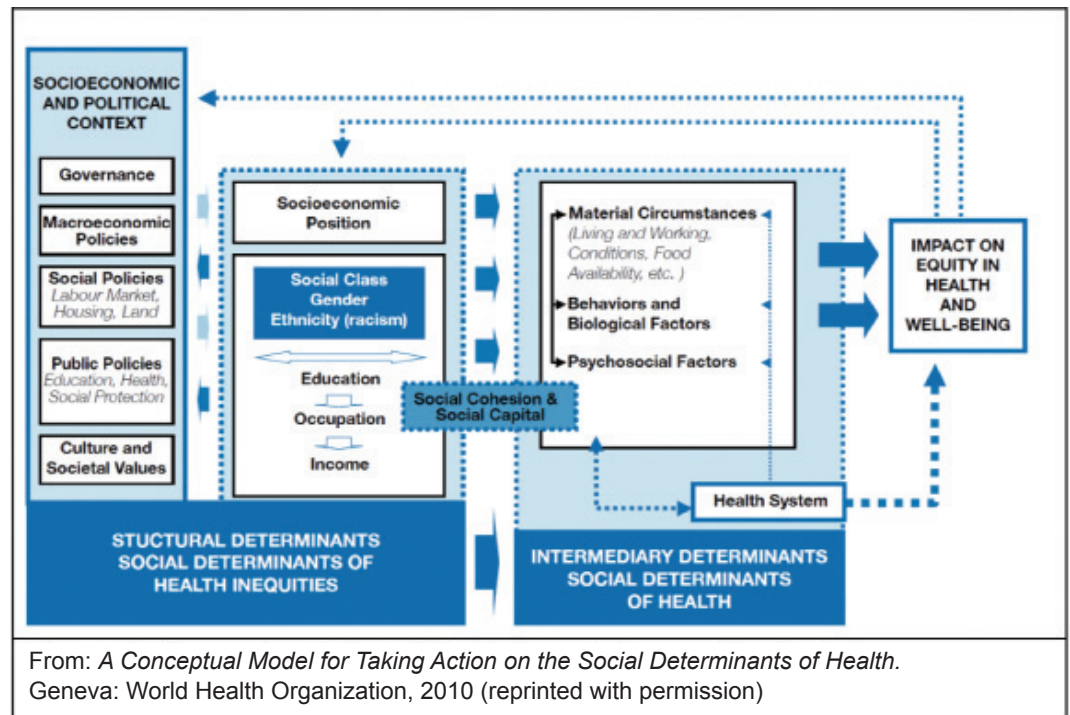 SOCIOECONOMIC
AND POLITICAL
CONTEXT
Governance
Macroeconomic
Policies
Social Policies
Labour Market,
Housing, Land
Public Policies
Education, Health,
Social Protection
Culture and
Societal Values
Socioeconomic
Position
Social Class
Gender
Ethnicity (racism)
Education
Occupation
Income
Social Cohesion &
Social Capital
Material Circumstances
(Living and Working,
Conditions, Food
Availability, etc. )
Behaviors and
Biological Factors
Psychosocial Factors
Health System
IMPACT ON
EQUITY IN
HEALTH
AND
WELL-BEING
STUCTURAL DETERMINANTS
SOCIAL DETERMINANTS OF
HEALTH INEQUITIES
INTERMEDIARY DETERMINANTS
SOCIAL DETERMINANTS
OF HEALTH
From: A Conceptual Model for Taking Action on the Social Determinants of Health.
Geneva: World Health Organization, 2010 (reprinted with permission)